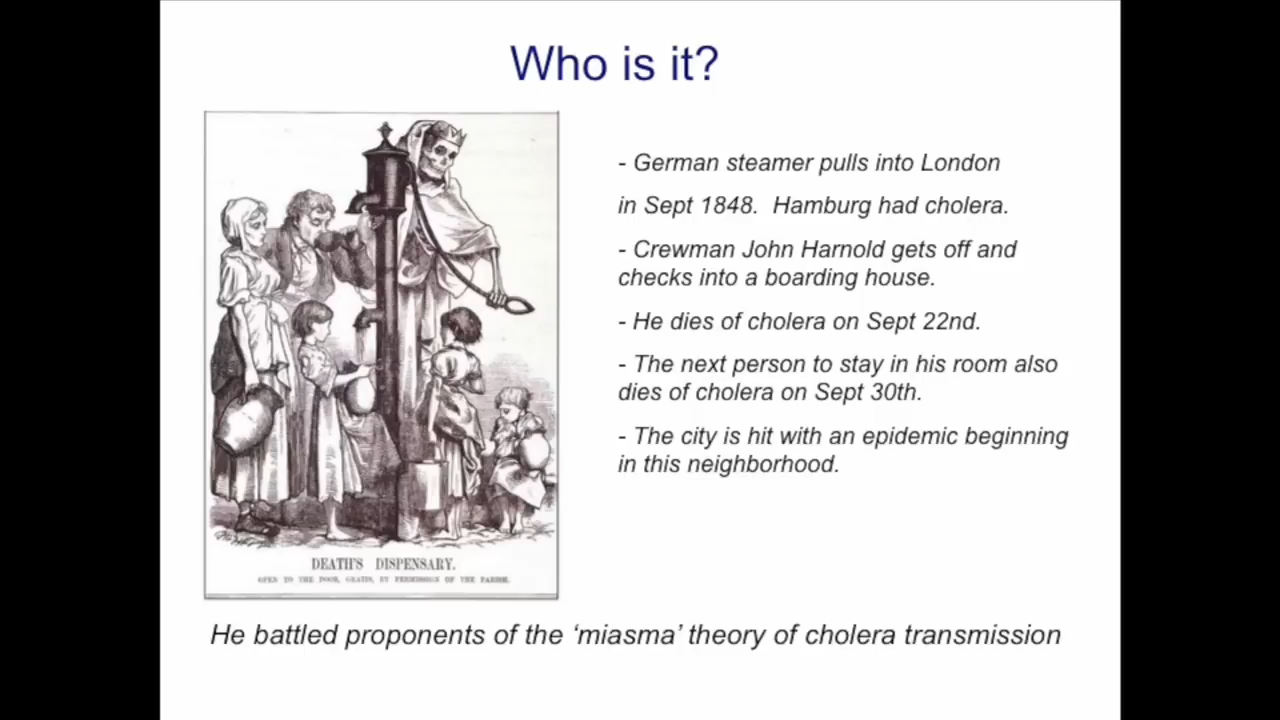 Who is it?
- German steamer pulls into London
in Sept 1848.  Hamburg had cholera.
- Crewman John Harnold gets off and
checks into a boarding house.
- He dies of cholera on Sept 22nd.
- The next person to stay in his room also
dies of cholera on Sept 30th.
- The city is hit with an epidemic beginning
in this neighborhood.
DEATH'S DISPENSARY.
OPEN TO THE POOR, GRATIS, BY PERMISSION OF THE PARISH.
He battled proponents of the ‘miasma’ theory of cholera transmission